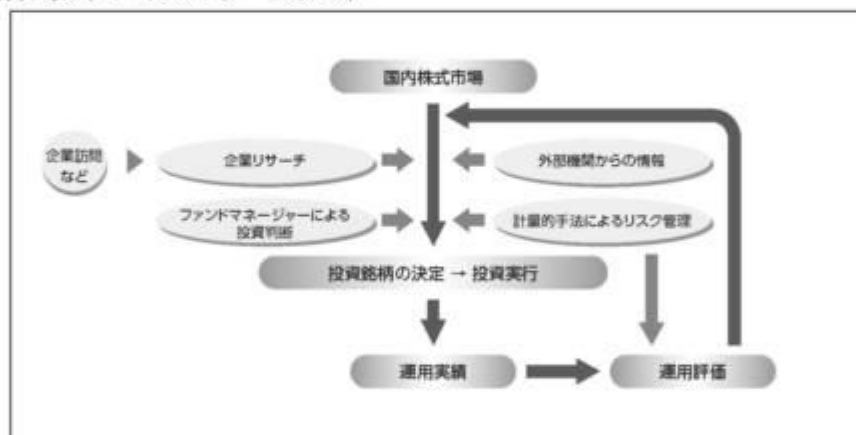 国内株式市場
企業訪問
など
企業リサーチ
外部機関からの情報
ファンドマネージャーによる
投資判断
計量的手法によるリスク管理
投資銘柄の決定 → 投資実行
運用実績
運用評価